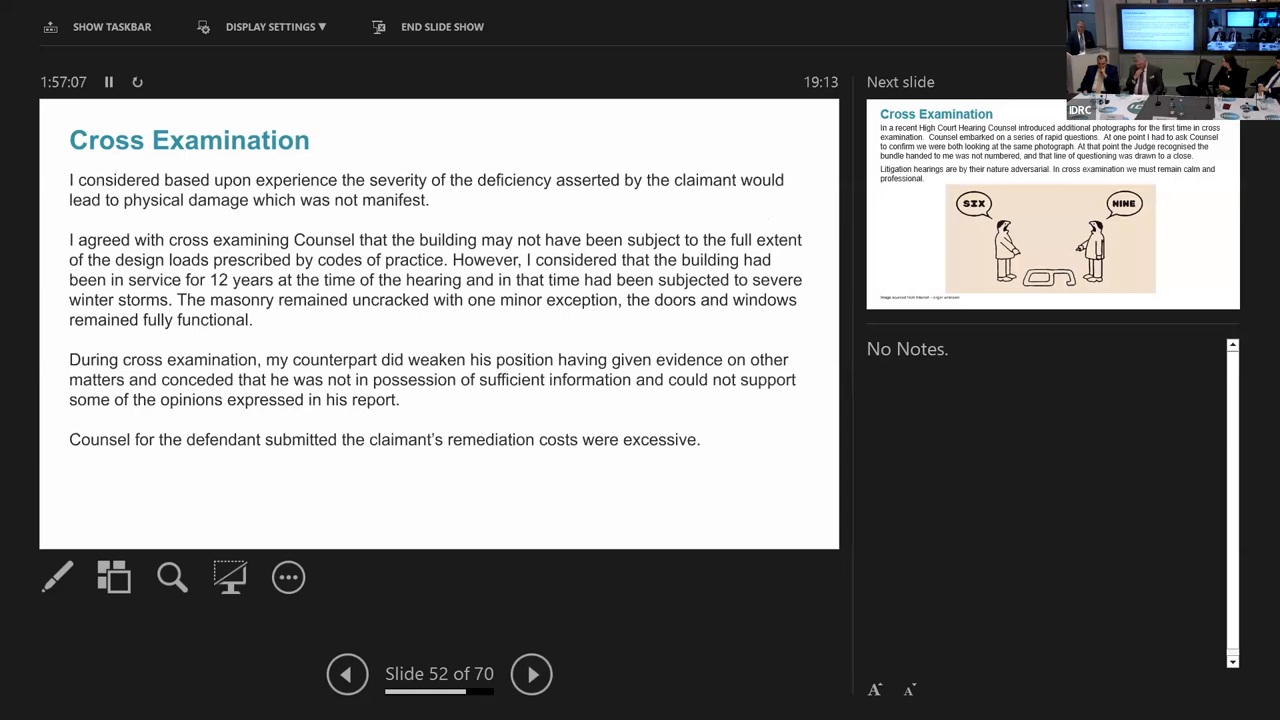 SHOW TASKBAR
DISPLAY SETTINGS ▼
END SLIDE SHOW
1:57:07
19:13
Next slide
Cross Examination
I considered based upon experience the severity of the deficiency asserted by the claimant would
lead to physical damage which was not manifest.
I agreed with cross examining Counsel that the building may not have been subject to the full extent
of the design loads prescribed by codes of practice. However, I considered that the building had
been in service for 12 years at the time of the hearing and in that time had been subjected to severe
winter storms. The masonry remained uncracked with one minor exception, the doors and windows
remained fully functional.
During cross examination, my counterpart did weaken his position having given evidence on other
matters and conceded that he was not in possession of sufficient information and could not support
some of the opinions expressed in his report.
Counsel for the defendant submitted the claimant's remediation costs were excessive.
IDRC
Cross Examination
In a recent High Court Hearing Counsel introduced additional photographs for the first time in cross
examination. Counsel embarked on a series of rapid questions. At one point I had to ask Counsel
to confirm we were both looking at the same photograph. At that point the Judge recognised the
bundle handed to me was not numbered, and that line of questioning was drawn to a close.
Litigation hearings are by their nature adversarial. In cross examination we must remain calm and
professional.
SIX
NINE
Image sourced from Internet - origin unknown
No Notes.
Slide 52 of 70
A A